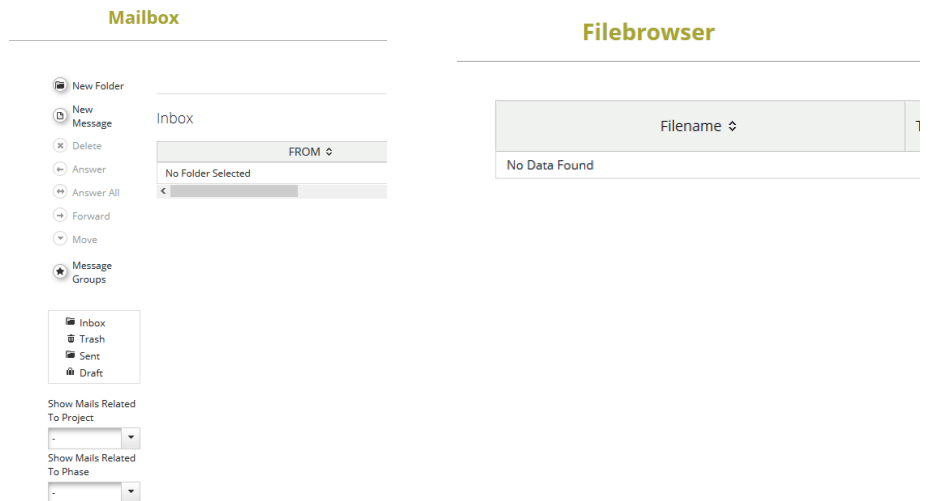 Mailbox
New Folder
New
Message
Delete
Answer
Answer All
Forward
Move
Message
Groups
Inbox
Trash
Sent
Draft
Show Mails Related
To Project
-
Show Mails Related
To Phase
-
Inbox
FROM
No Folder Selected
Filebrowser
Filename
No Data Found